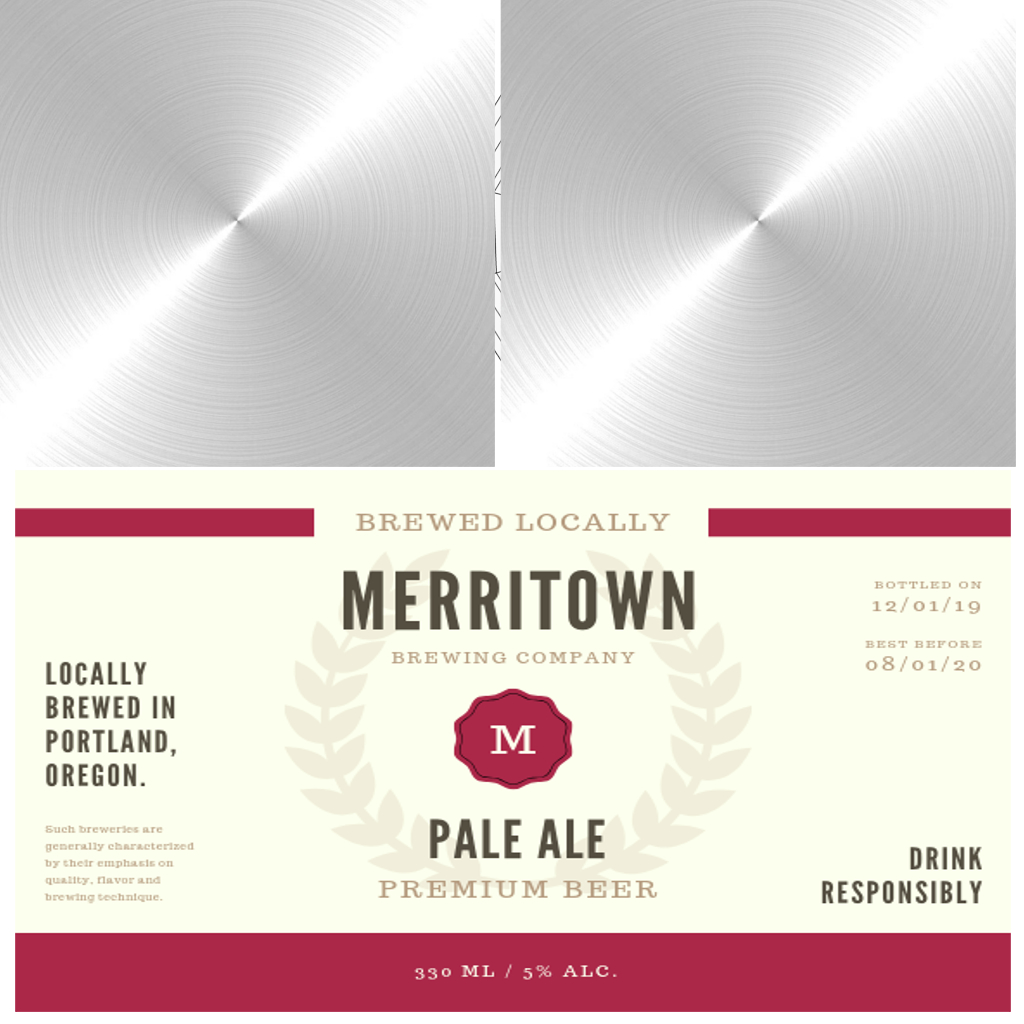 BREWED LOCALLY
MERRITOWN
BREWING COMPANY
M
PALE ALE
PREMIUM BEER
LOCALLY
BREWED IN
PORTLAND,
OREGON.
Such breweries are
generally characterized
by their emphasis on
quality, flavor and
brewing technique.
BOTTLED ON
12/01/19
BEST BEFORE
08/01/20
DRINK
RESPONSIBLY
330 ML / 5% ALC.